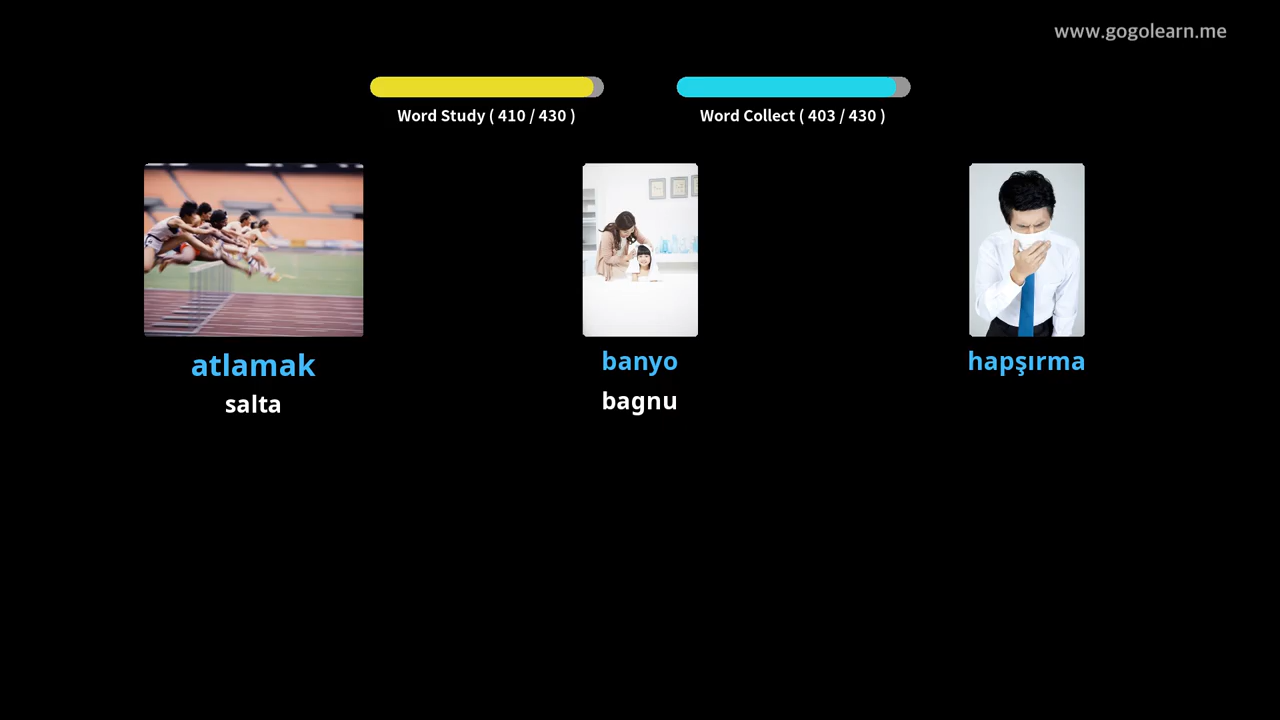 www.gogolearn.me
Word Study ( 410 / 430 )
Word Collect ( 403 / 430 )
atlamak
banyo
hapşırma
salta
bagnu